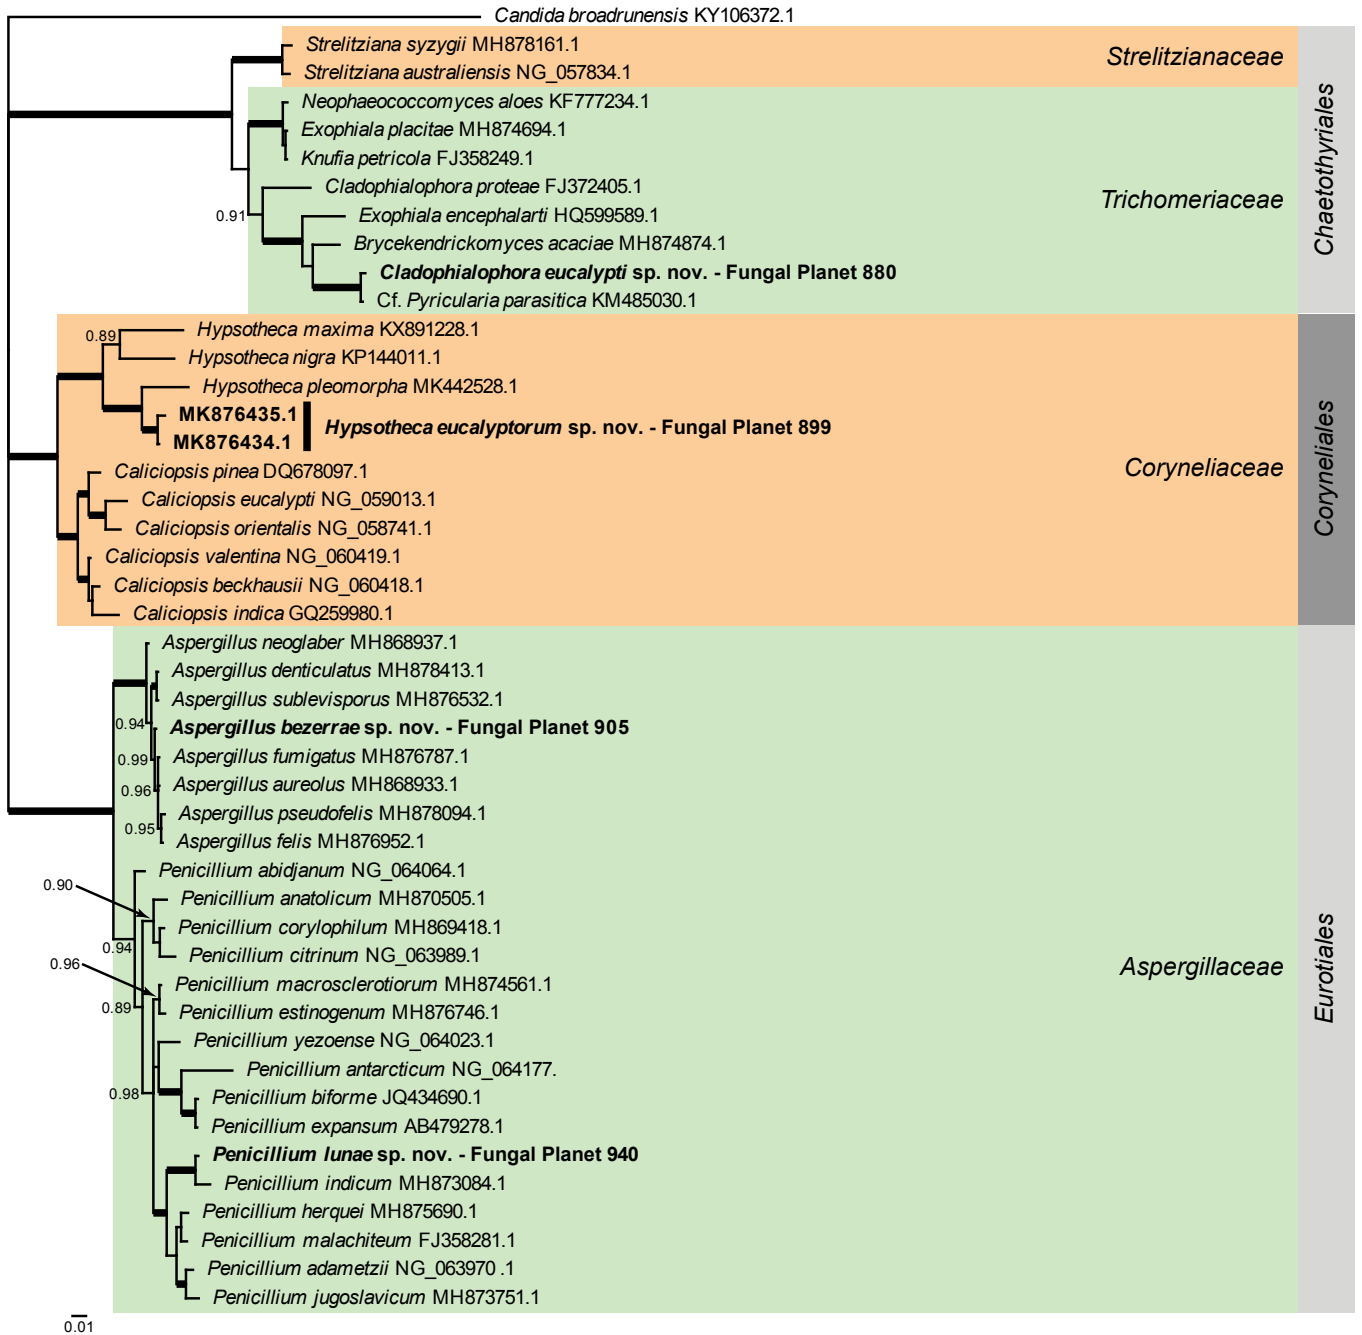 Candida broadrunensis KY106372.1
Strelitziana syzygii MH878161.1
Strelitziana australiensis NG_057834.1
Strelitzianaceae
Neophaeococcomyces aloes KF777234.1
Exophiala placitae MH874694.1
Knufia petricola FJ358249.1
Cladophialophora proteae FJ372405.1
Trichomeriaceae
0.91
Exophiala encephalarti HQ599589.1
Brycekendrickomyces acaciae MH874874.1
Cladophialophora eucalypti sp. nov. - Fungal Planet 880
Cf. Pyricularia parasitica KM485030.1
Chaetothyriales
Hypsotheca maxima KX891228.1
0.89
Hypsotheca nigra KP144011.1
Hypsotheca pleomorpha MK442528.1
MK876435.1
Hypsotheca eucalyptorum sp. nov. - Fungal Planet 899
MK876434.1
Caliciopsis pinea DQ678097.1
Coryneliaceae
Caliciopsis eucalypti NG_059013.1
Caliciopsis orientalis NG_058741.1
Caliciopsis valentina NG_060419.1
Caliciopsis beckhausii NG_060418.1
Caliciopsis indica GQ259980.1
Coryneliales
Aspergillus neoglaber MH868937.1
Aspergillus denticulatus MH878413.1
Aspergillus sublevisporus MH876532.1
0.94
Aspergillus bezerrae sp. nov. - Fungal Planet 905
0.99
Aspergillus fumigatus MH876787.1
0.96
Aspergillus aureolus MH868933.1
Aspergillus pseudofelis MH878094.1
0.95
Aspergillus felis MH876952.1
Penicillium abidjanum NG_064064.1
0.90
Penicillium anatolicum MH870505.1
Penicillium corylophilum MH869418.1
0.94
Penicillium citrinum NG_063989.1
0.96
Aspergillaceae
Penicillium macrosclerotiorum MH874561.1
0.89
Penicillium estinogenum MH876746.1
Penicillium yezoense NG_064023.1
Penicillium antarcticum NG_064177.
0.98
Penicillium biforme JQ434690.1
Penicillium expansum AB479278.1
Penicillium lunae sp. nov. - Fungal Planet 940
Penicillium indicum MH873084.1
Penicillium herquei MH875690.1
Penicillium malachiteum FJ358281.1
Penicillium adametzii NG_063970 .1
Penicillium jugoslavicum MH873751.1
Eurotiales
0.01